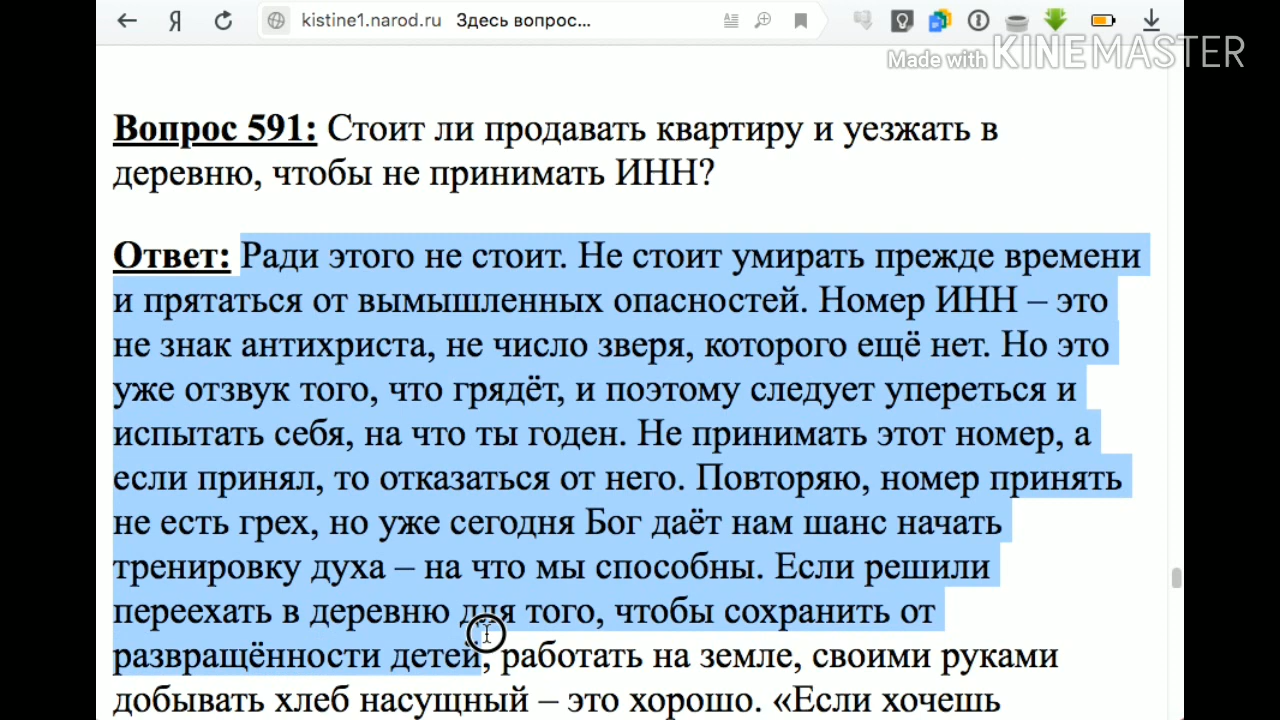 kistine1.narod.ru Здесь вопрос...
Made with KINEMASTER
Вопрос 591: Стоит ли продавать квартиру и уезжать в
деревню, чтобы не принимать ИНН?
Ответ: Ради этого не стоит. Не стоит умирать прежде времени
и прятаться от вымышленных опасностей. Номер ИНН – это
не знак антихриста, не число зверя, которого ещё нет. Но это
уже отзвук того, что грядёт, и поэтому следует упереться и
испытать себя, на что ты годен. Не принимать этот номер, а
если принял, то отказаться от него. Повторяю, номер принять
не есть грех, но уже сегодня Бог даёт нам шанс начать
тренировку духа – на что мы способны. Если решили
переехать в деревню для того, чтобы сохранить от
развращённости детей, работать на земле, своими руками
добывать хлеб насущный – это хорошо. «Если хочешь